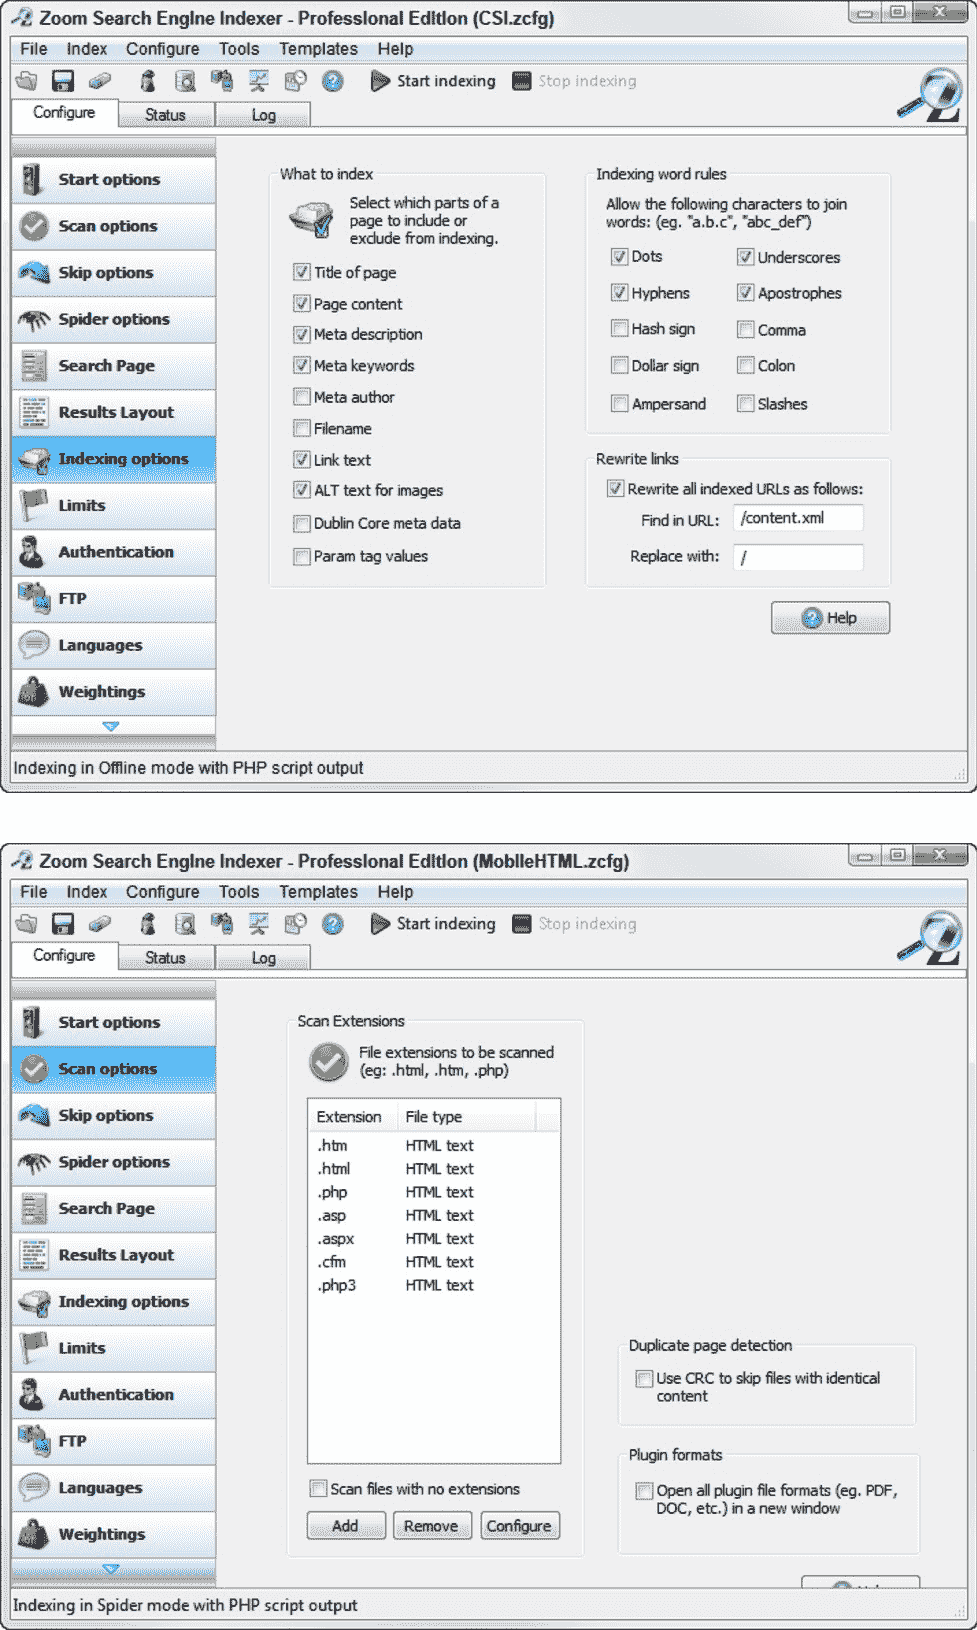 Zoom Search Engine Indexer - Professional Edition (CSI.zcfg)
File Index Configure Tools Templates Help
Start indexing Stop indexing
Configure Status Log
Start options
Scan options
Skip options
Spider options
Search Page
Results Layout
Indexing options
Limits
Authentication
FTP
Languages
Weightings
What to index
Select which parts of a
page to include or
exclude from indexing.
Title of page
Page content
Meta description
Meta keywords
Meta author
Filename
Link text
ALT text for images
Dublin Core meta data
Param tag values
Indexing word rules
Allow the following characters to join
words: (eg. "a.b.c", "abc_def")
Dots Underscores
Hyphens Apostrophes
Hash sign Comma
Dollar sign Colon
Ampersand Slashes
Rewrite links
Rewrite all indexed URLs as follows:
Find in URL: /content.xml
Replace with: /
Help
Indexing in Offline mode with PHP script output
Zoom Search Engine Indexer - Professional Edition (MobileHTML.zcfg)
File Index Configure Tools Templates Help
Start indexing Stop indexing
Configure Status Log
Start options
Scan options
Skip options
Spider options
Search Page
Results Layout
Indexing options
Limits
Authentication
FTP
Languages
Weightings
Scan Extensions
File extensions to be scanned
(eg: .html, .htm, .php)
Extension File type
.htm HTML text
.html HTML text
.php HTML text
.asp HTML text
.aspx HTML text
.cfm HTML text
.php3 HTML text
Scan files with no extensions
Add Remove Configure
Duplicate page detection
Use CRC to skip files with identical
content
Plugin formats
Open all plugin file formats (eg. PDF,
DOC, etc.) in a new window
Indexing in Spider mode with PHP script output